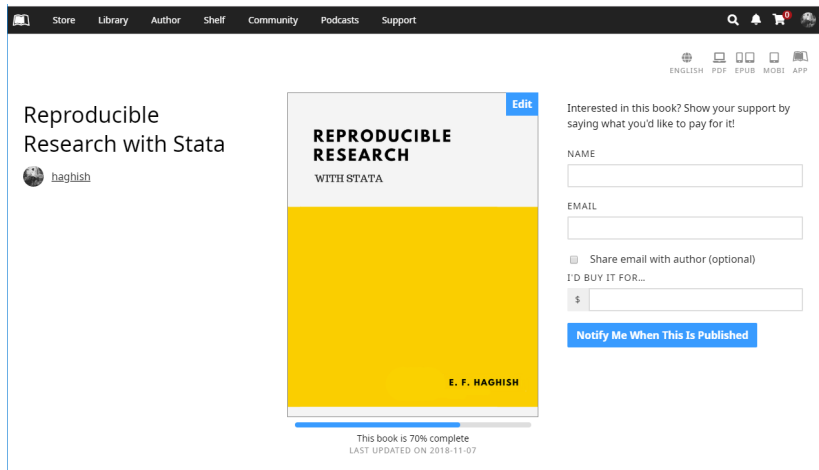 Store Library Author Shelf Community Podcasts Support 0
ENGLISH PDF EPUB MOBI APP
Reproducible
Research with Stata
haghish
Edit
REPRODUCIBLE
RESEARCH
WITH STATA
E. F. HAGHISH
This book is 70% complete
LAST UPDATED ON 2018-11-07
Interested in this book? Show your support by
saying what you'd like to pay for it!
NAME
EMAIL
Share email with author (optional)
I'D BUY IT FOR...
$
Notify Me When This Is Published